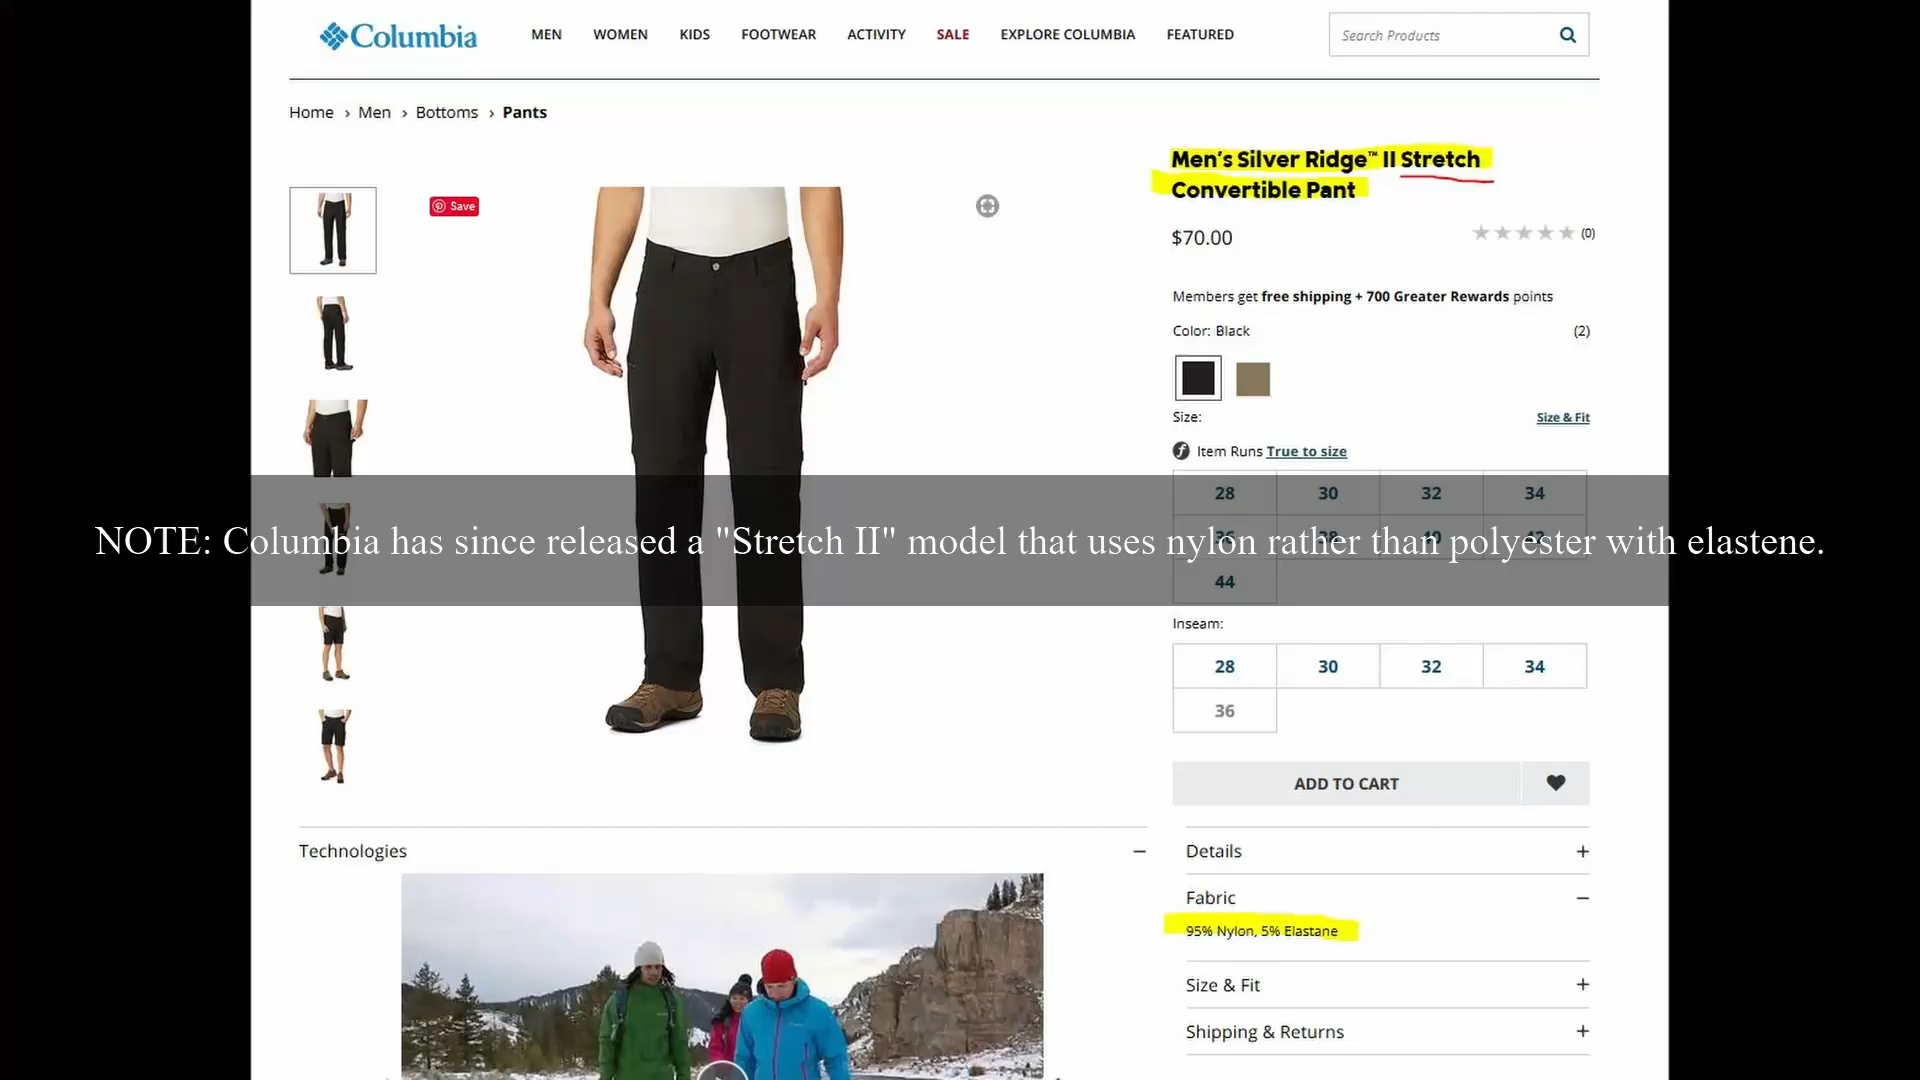 Columbia
MEN WOMEN KIDS FOOTWEAR ACTIVITY SALE EXPLORE COLUMBIA FEATURED
Search Products
Home › Men › Bottoms › Pants
Save
Men's Silver Ridge™ II Stretch
Convertible Pant
$70.00
(0)
Members get free shipping + 700 Greater Rewards points
Color: Black
(2)
Size:
Size & Fit
Item Runs True to size
28 30 32 34
36 38 40 42
44
NOTE: Columbia has since released a "Stretch II" model that uses nylon rather than polyester with elastene.
Inseam:
28 30 32 34
36
ADD TO CART
Technologies
Details
Fabric
95% Nylon, 5% Elastane
Size & Fit
Shipping & Returns